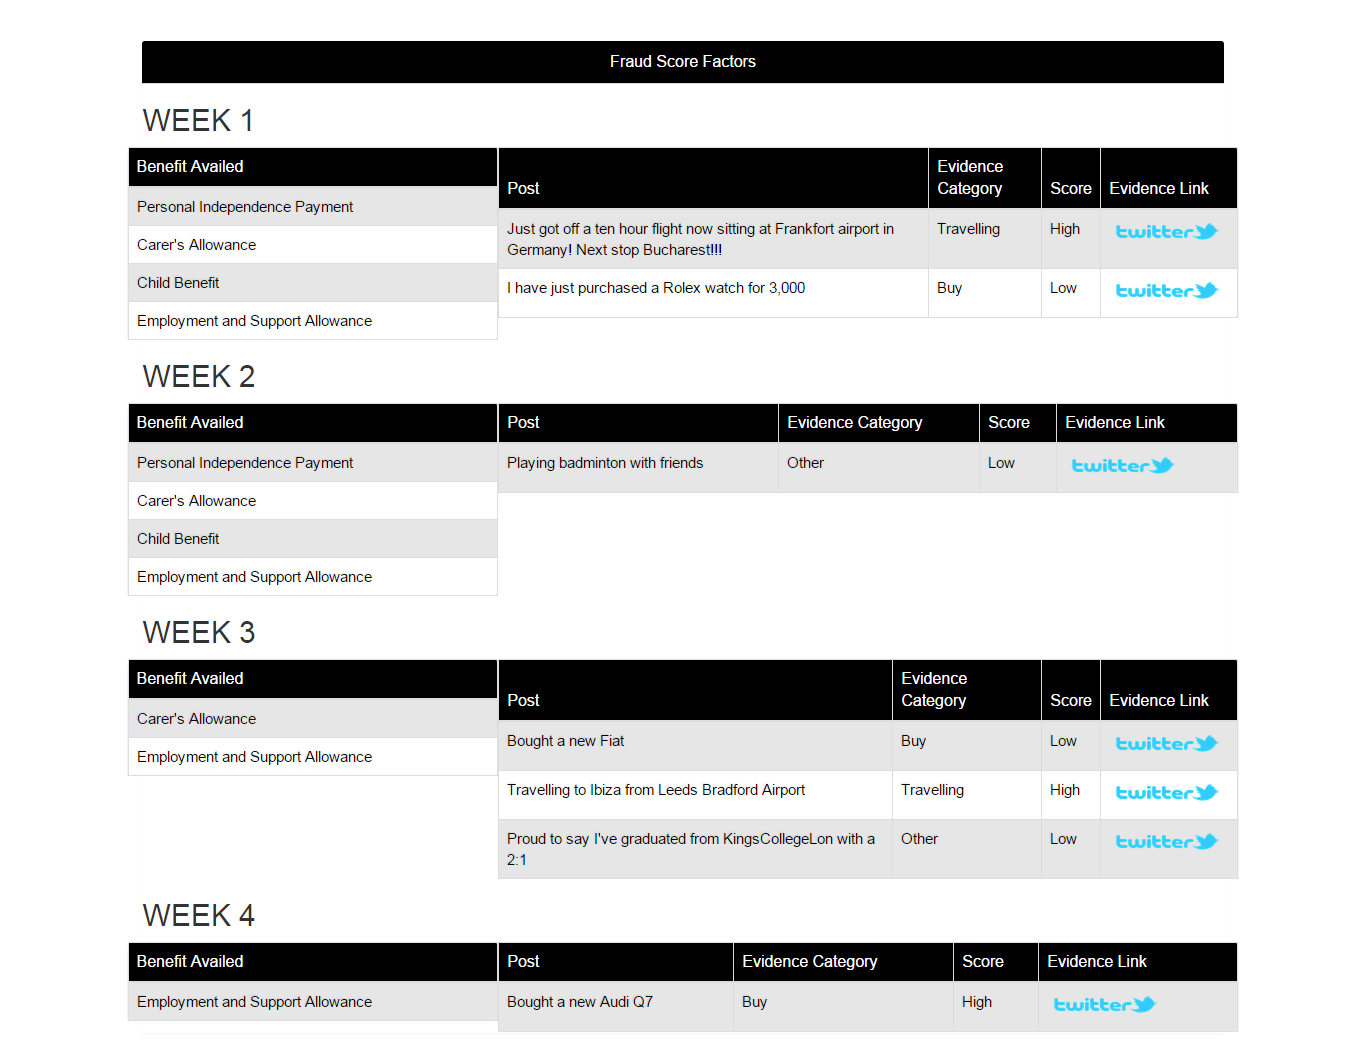 Fraud Score Factors
WEEK 1
Benefit Availed
Personal Independence Payment
Carer's Allowance
Child Benefit
Employment and Support Allowance
Post
Evidence
Category
Score
Evidence Link
Just got off a ten hour flight now sitting at Frankfort airport in
Germany! Next stop Bucharest!!!
Travelling
High
twitter
I have just purchased a Rolex watch for 3,000
Buy
Low
twitter
WEEK 2
Benefit Availed
Personal Independence Payment
Carer's Allowance
Child Benefit
Employment and Support Allowance
Post
Evidence Category
Score
Evidence Link
Playing badminton with friends
Other
Low
twitter
WEEK 3
Benefit Availed
Carer's Allowance
Employment and Support Allowance
Post
Evidence
Category
Score
Evidence Link
Bought a new Fiat
Buy
Low
twitter
Travelling to Ibiza from Leeds Bradford Airport
Travelling
High
twitter
Proud to say I've graduated from KingsCollegeLon with a
2:1
Other
Low
twitter
WEEK 4
Benefit Availed
Employment and Support Allowance
Post
Evidence Category
Score
Evidence Link
Bought a new Audi Q7
Buy
High
twitter